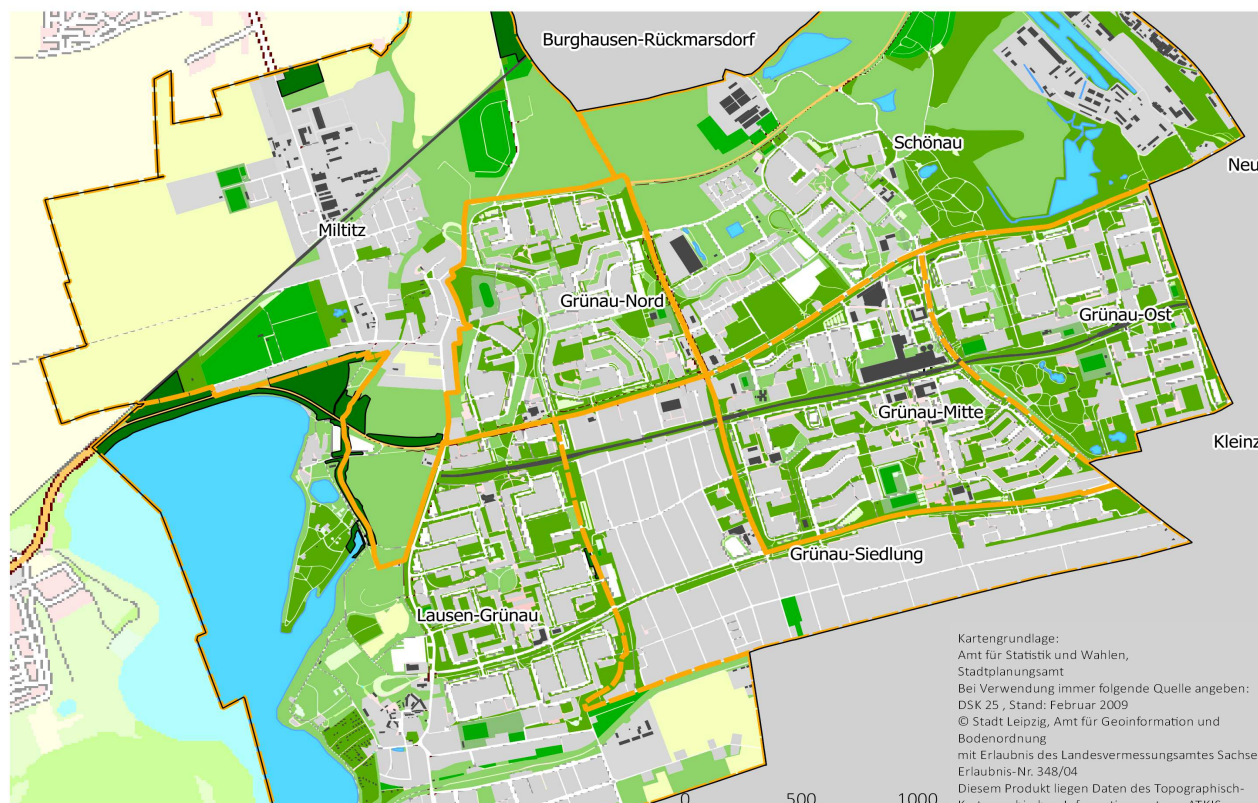 Burghausen-Rückmarsdorf
Schönau
Neu
Miltitz
Grünau-Nord
Grünau-Ost
Grünau-Mitte
Kleinz
Grünau-Siedlung
Lausen-Grünau
Kartengrundlage:
Amt für Statistik und Wahlen,
Stadtplanungsamt
Bei Verwendung immer folgende Quelle angeben:
DSK 25 , Stand: Februar 2009
© Stadt Leipzig, Amt für Geoinformation und
Bodenordnung
mit Erlaubnis des Landesvermessungsamtes Sachse
Erlaubnis-Nr. 348/04
Diesem Produkt liegen Daten des Topographisch-
0 500 1000